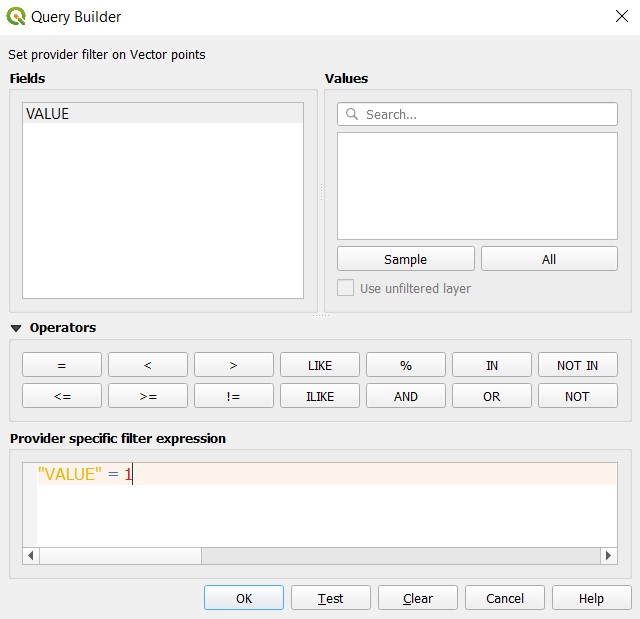 Query Builder
Set provider filter on Vector points
Fields
Values
VALUE
Search...
Sample
All
Use unfiltered layer
Operators
=
<
>
LIKE
%
IN
NOT IN
<=
>=
!=
ILIKE
AND
OR
NOT
Provider specific filter expression
"VALUE" = 1
OK
Test
Clear
Cancel
Help